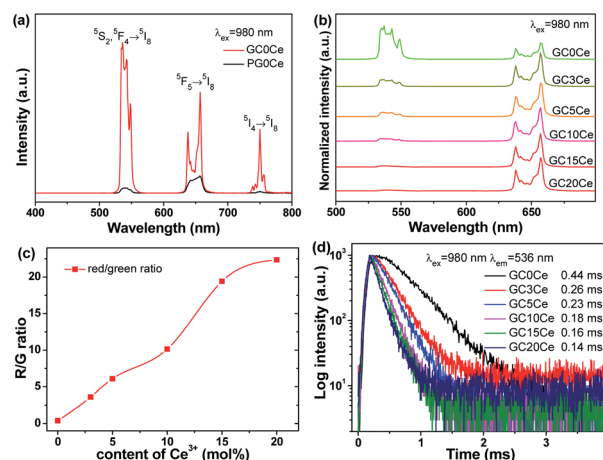 (a)
⁵S₂,⁵F₄→⁵I₈
λex=980 nm
GC0Ce
PG0Ce
⁵F₅→⁵I₈
⁵I₄→⁵I₈
Intensity (a.u.)
400 500 600 700 800
Wavelength (nm)
(b)
λex=980 nm
GC0Ce
GC3Ce
GC5Ce
GC10Ce
GC15Ce
GC20Ce
Normalized intensity (a.u.)
500 550 600 650
Wavelength (nm)
(c)
red/green ratio
R/G ratio
25
20
15
10
5
0
0 5 10 15 20
content of Ce³⁺ (mol%)
(d)
λex=980 nm λem=536 nm
GC0Ce 0.44 ms
GC3Ce 0.26 ms
GC5Ce 0.23 ms
GC10Ce 0.18 ms
GC15Ce 0.16 ms
GC20Ce 0.14 ms
Log intensity (a.u.)
10³
10²
10¹
0 1 2 3
Time (ms)